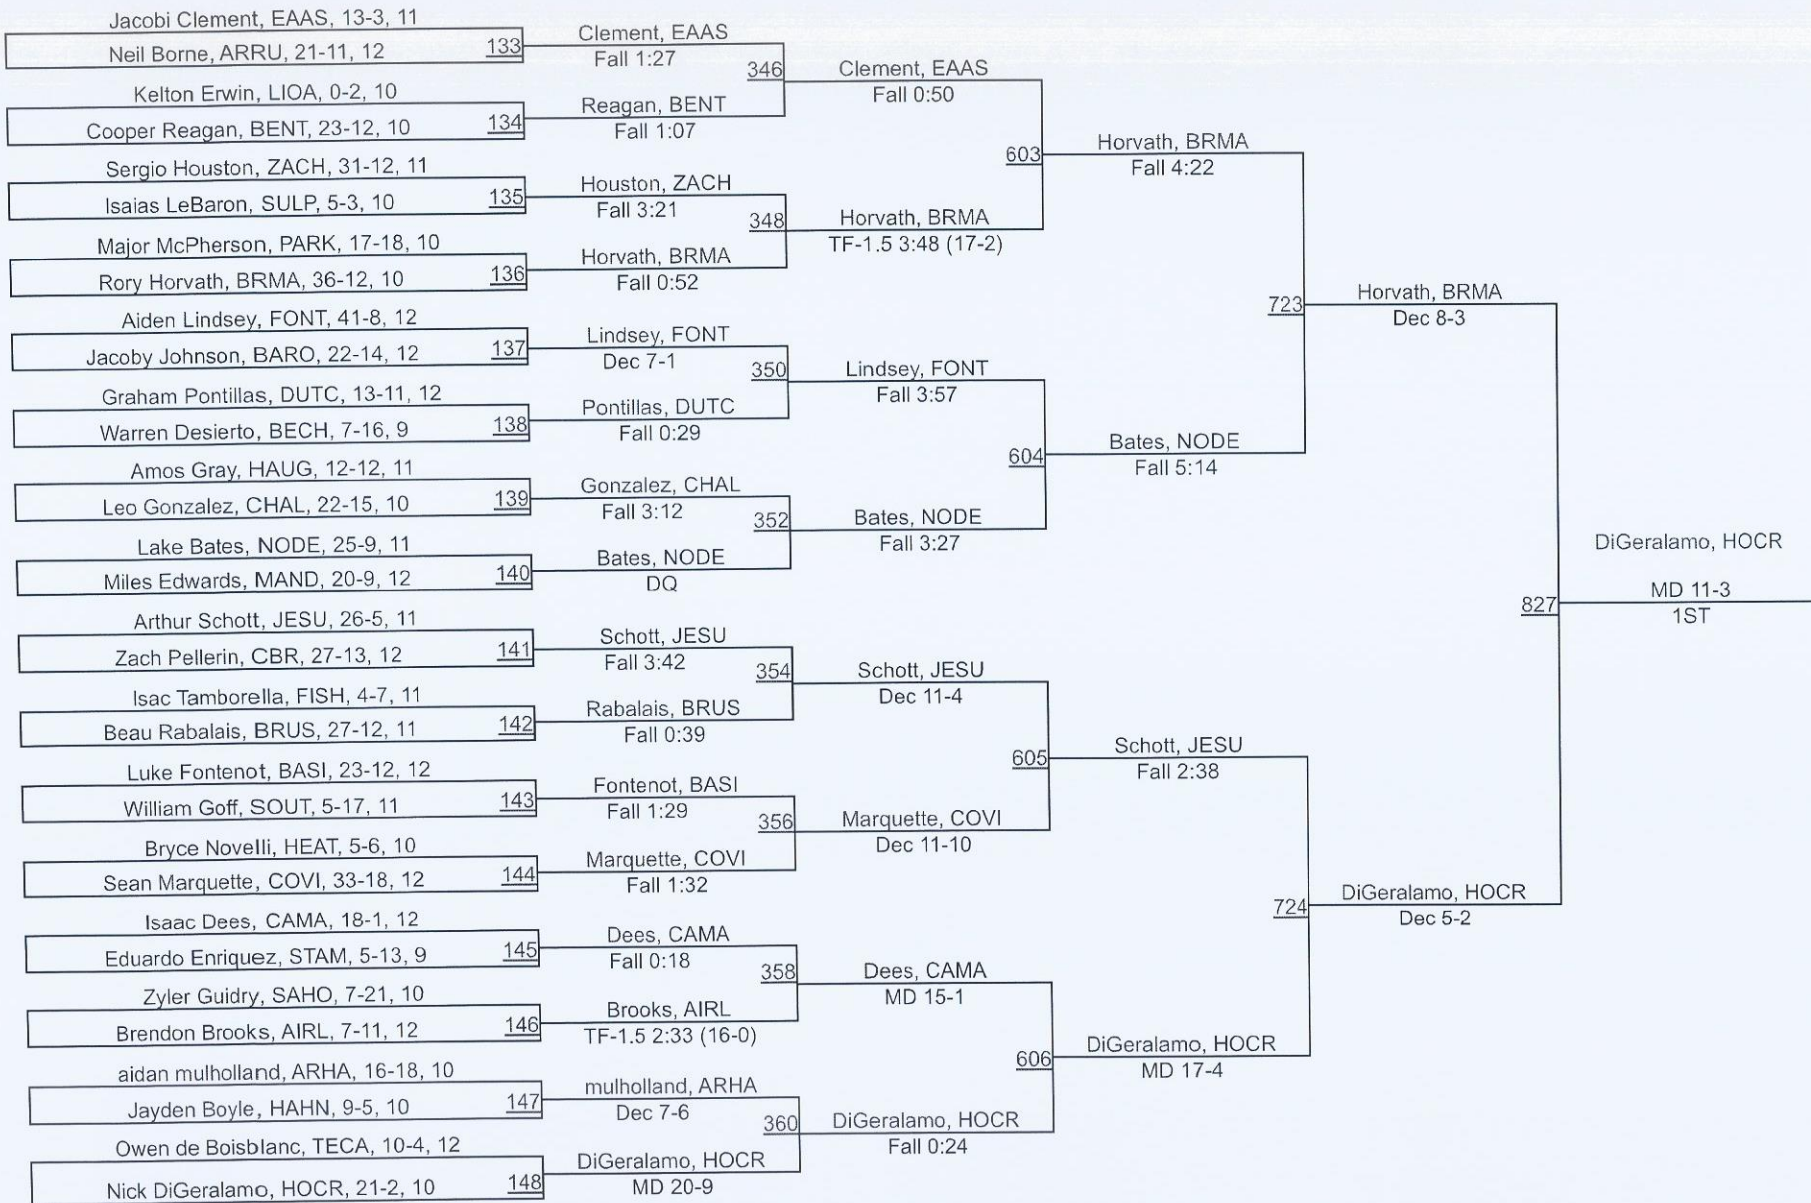 Jacobi Clement, EAAS, 13-3, 11
Neil Borne, ARRU, 21-11, 12
133
Kelton Erwin, LIOA, 0-2, 10
Cooper Reagan, BENT, 23-12, 10
134
Sergio Houston, ZACH, 31-12, 11
Isaias LeBaron, SULP, 5-3, 10
135
Major McPherson, PARK, 17-18, 10
Rory Horvath, BRMA, 36-12, 10
136
Aiden Lindsey, FONT, 41-8, 12
Jacoby Johnson, BARO, 22-14, 12
137
Graham Pontillas, DUTC, 13-11, 12
Warren Desierto, BECH, 7-16, 9
138
Amos Gray, HAUG, 12-12, 11
Leo Gonzalez, CHAL, 22-15, 10
139
Lake Bates, NODE, 25-9, 11
Miles Edwards, MAND, 20-9, 12
140
Arthur Schott, JESU, 26-5, 11
Zach Pellerin, CBR, 27-13, 12
141
Isac Tamborella, FISH, 4-7, 11
Beau Rabalais, BRUS, 27-12, 11
142
Luke Fontenot, BASI, 23-12, 12
William Goff, SOUT, 5-17, 11
143
Bryce Novelli, HEAT, 5-6, 10
Sean Marquette, COVI, 33-18, 12
144
Isaac Dees, CAMA, 18-1, 12
Eduardo Enriquez, STAM, 5-13, 9
145
Zyler Guidry, SAHO, 7-21, 10
Brendon Brooks, AIRL, 7-11, 12
146
aidan mulholland, ARHA, 16-18, 10
Jayden Boyle, HAHN, 9-5, 10
147
Owen de Boisblanc, TECA, 10-4, 12
Nick DiGeralamo, HOCR, 21-2, 10
148
Clement, EAAS
Fall 1:27
346
Reagan, BENT
Fall 1:07
Houston, ZACH
Fall 3:21
348
Horvath, BRMA
Fall 0:52
Lindsey, FONT
Dec 7-1
350
Pontillas, DUTC
Fall 0:29
Gonzalez, CHAL
Fall 3:12
352
Bates, NODE
DQ
Schott, JESU
Fall 3:42
354
Rabalais, BRUS
Fall 0:39
Fontenot, BASI
Fall 1:29
356
Marquette, COVI
Fall 1:32
Dees, CAMA
Fall 0:18
358
Brooks, AIRL
TF-1.5 2:33 (16-0)
mulholland, ARHA
Dec 7-6
360
DiGeralamo, HOCR
MD 20-9
Clement, EAAS
Fall 0:50
603
Horvath, BRMA
TF-1.5 3:48 (17-2)
Lindsey, FONT
Fall 3:57
604
Bates, NODE
Fall 3:27
Schott, JESU
Dec 11-4
605
Marquette, COVI
Dec 11-10
Dees, CAMA
MD 15-1
606
DiGeralamo, HOCR
Fall 0:24
Horvath, BRMA
Fall 4:22
723
Bates, NODE
Fall 5:14
Schott, JESU
Fall 2:38
724
DiGeralamo, HOCR
MD 17-4
Horvath, BRMA
Dec 8-3
827
DiGeralamo, HOCR
Dec 5-2
DiGeralamo, HOCR
MD 11-3
1ST